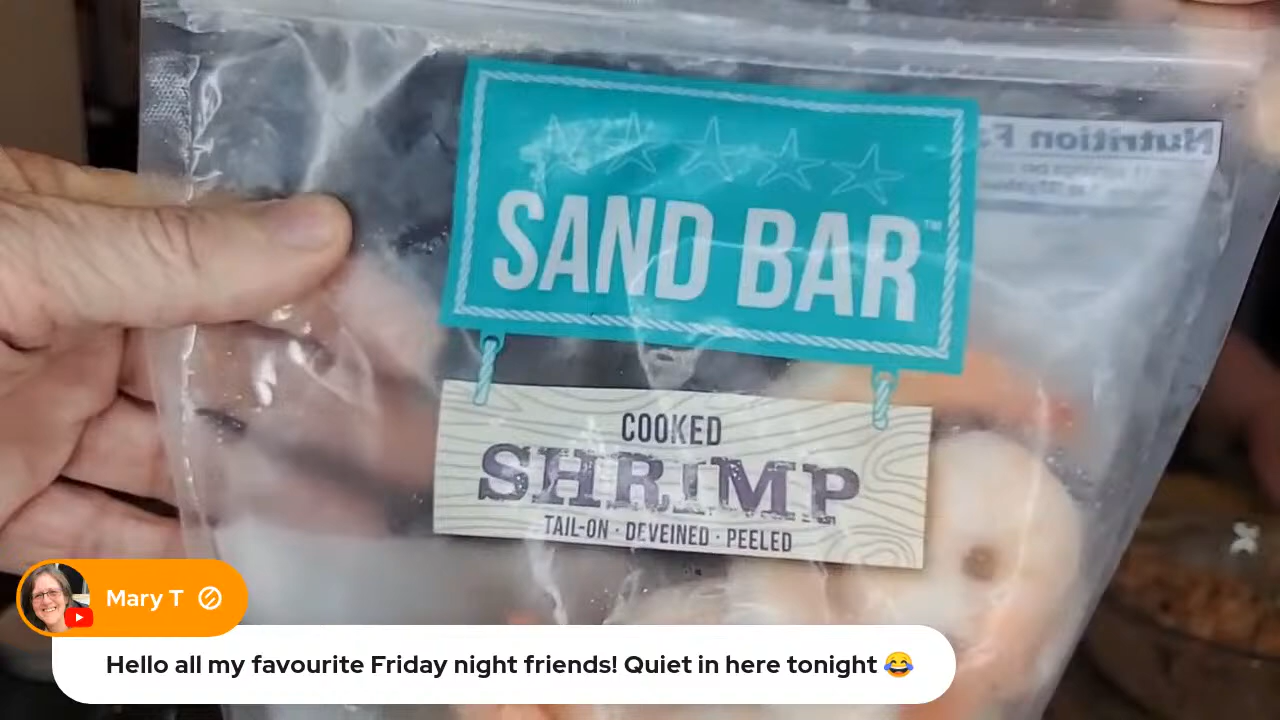 Nutrition
SAND BAR™
COOKED
SHRIMP
TAIL-ON · DEVEINED · PEELED
Mary T
Hello all my favourite Friday night friends! Quiet in here tonight 😂